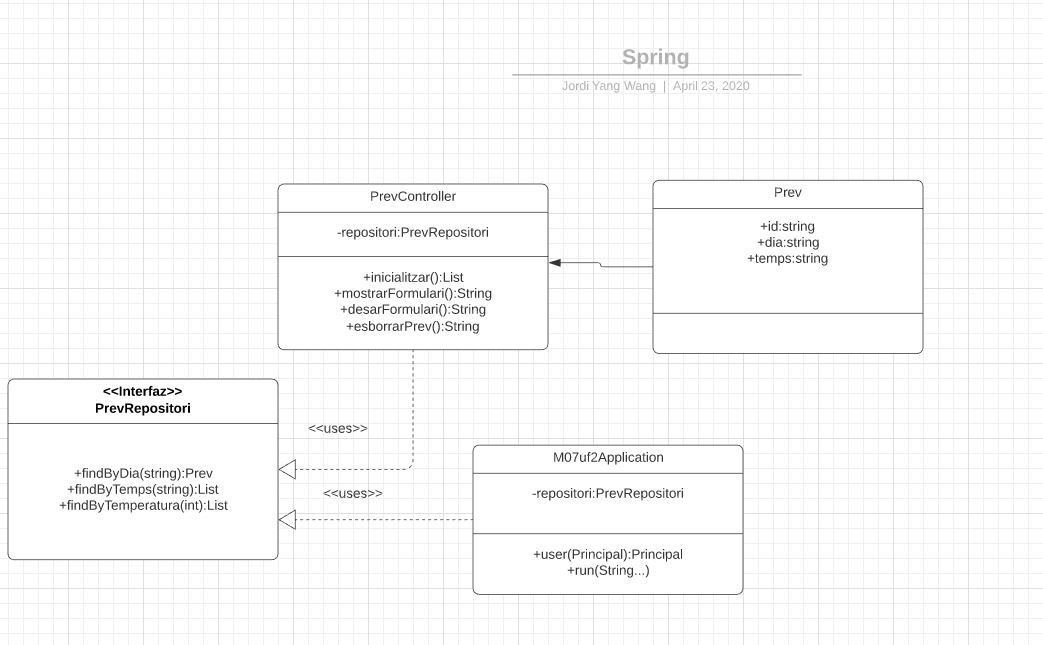 Spring
Jordi Yang Wang | April 23, 2020
PrevController
-repositori:PrevRepositori
+inicialitzar():List
+mostrarFormulari():String
+desarFormulari():String
+esborrarPrev():String
Prev
+id:string
+dia:string
+temps:string
<<Interfaz>>
PrevRepositori
+findByDia(string):Prev
+findByTemps(string):List
+findByTemperatura(int):List
<<uses>>
<<uses>>
M07uf2Application
-repositori:PrevRepositori
+user(Principal):Principal
+run(String...)